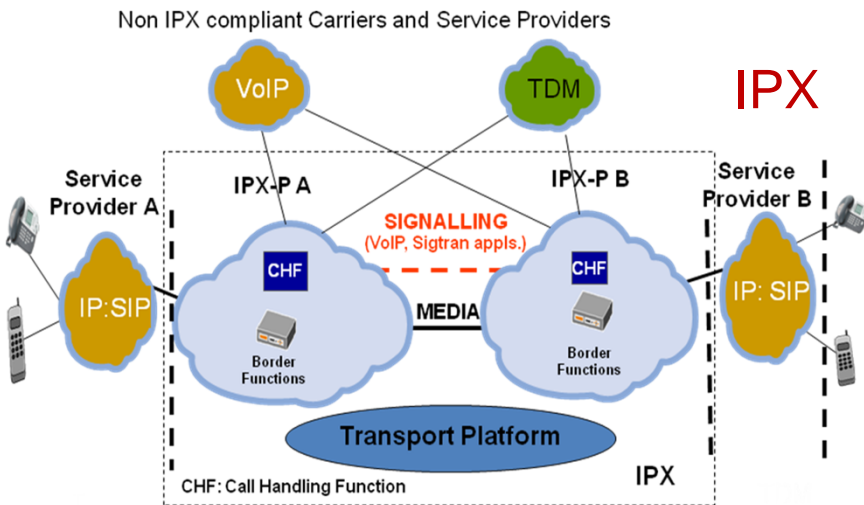 Non IPX compliant Carriers and Service Providers
VoIP
TDM
IPX
Service
Provider A
IPX-P A
IPX-P B
Service
Provider B
SIGNALLING
(VoIP, Sigtran appls.)
CHF
CHF
IP:SIP
MEDIA
IP: SIP
Border
Functions
Border
Functions
Transport Platform
IPX
CHF: Call Handling Function